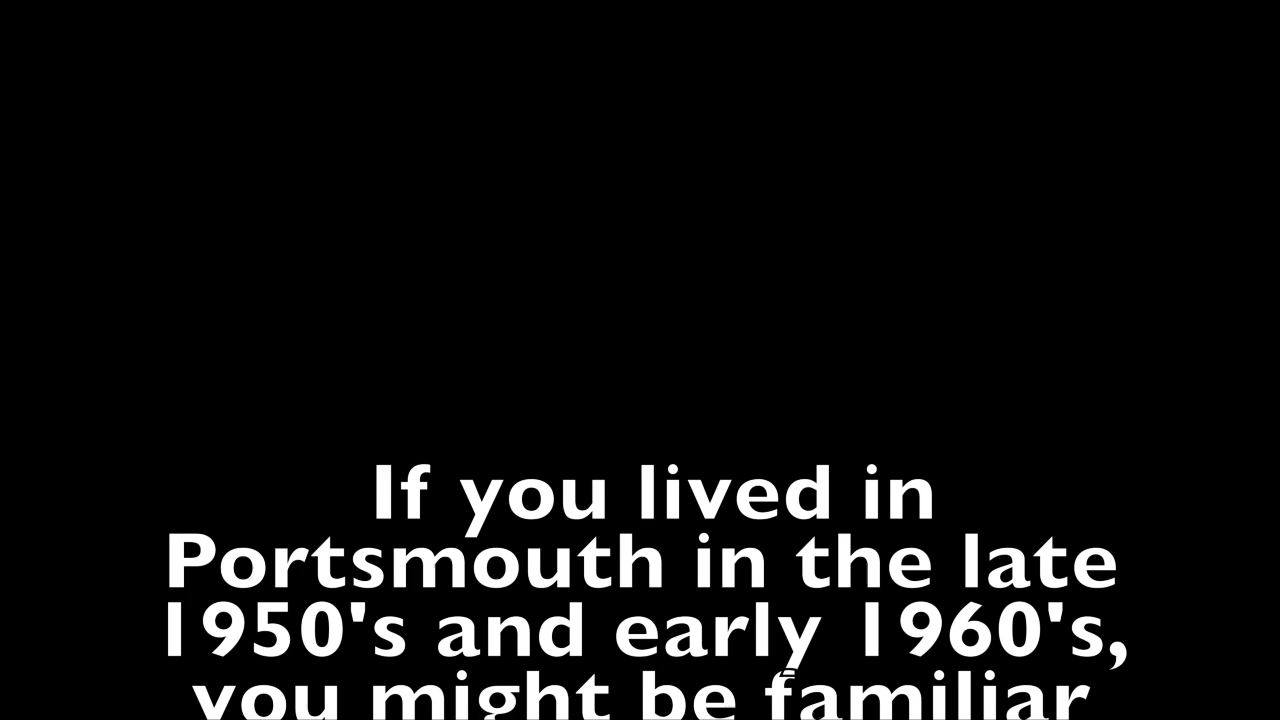 If you lived in
Portsmouth in the late
1950's and early 1960's,
you might be familiar